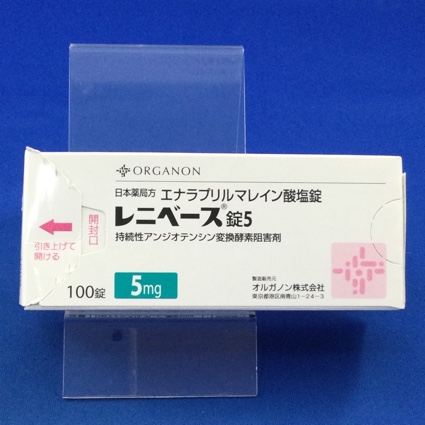 ORGANON
日本薬局方 エナラプリルマレイン酸塩錠
レニベース®錠5
持続性アンジオテンシン変換酵素阻害剤
開封口
引き上げて
開ける
100錠 5mg
製造販売元
オルガノン株式会社
東京都港区南青山1-24-3